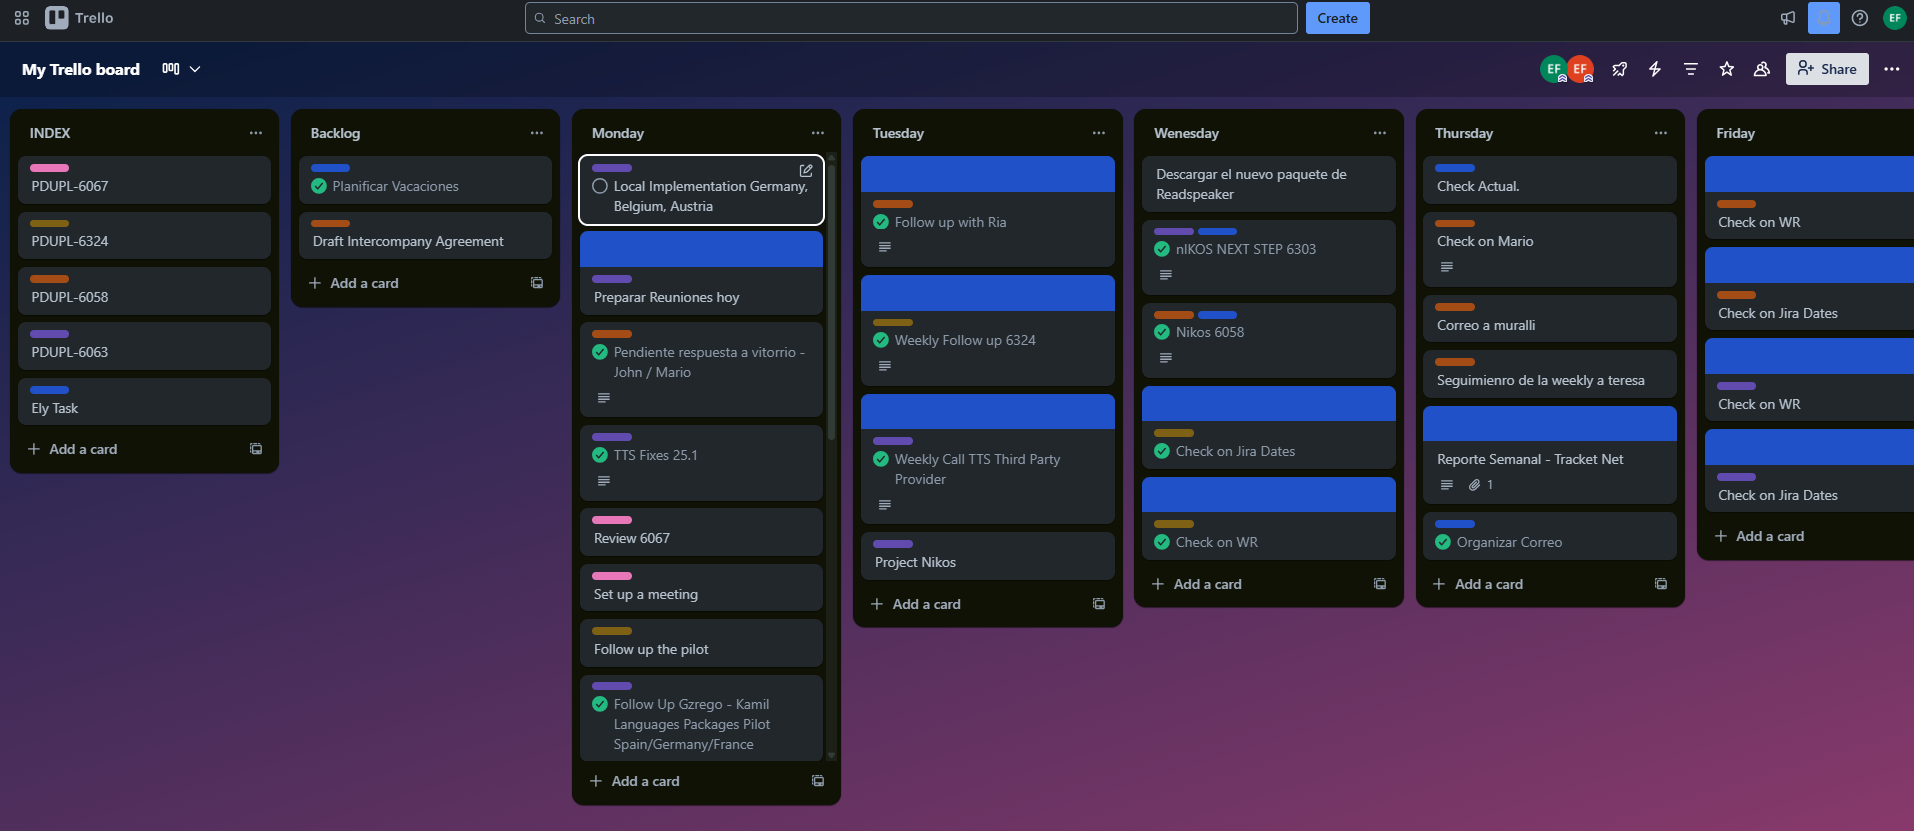 Trello
Search
Create
EF
My Trello board
EF
EF
Share
INDEX
PDUPL-6067
PDUPL-6324
PDUPL-6058
PDUPL-6063
Ely Task
Add a card
Backlog
Planificar Vacaciones
Draft Intercompany Agreement
Add a card
Monday
Local Implementation Germany,
Belgium, Austria
Preparar Reuniones hoy
Pendiente respuesta a vitorrio -
John / Mario
TTS Fixes 25.1
Review 6067
Set up a meeting
Follow up the pilot
Follow Up Gzrego - Kamil
Languages Packages Pilot
Spain/Germany/France
Add a card
Tuesday
Follow up with Ria
Weekly Follow up 6324
Weekly Call TTS Third Party
Provider
Project Nikos
Add a card
Wenesday
Descargar el nuevo paquete de
Readspeaker
nIKOS NEXT STEP 6303
Nikos 6058
Check on Jira Dates
Check on WR
Add a card
Thursday
Check Actual.
Check on Mario
Correo a muralli
Seguimienro de la weekly a teresa
Reporte Semanal - Tracket Net
1
Organizar Correo
Add a card
Friday
Check on WR
Check on Jira Dates
Check on WR
Check on Jira Dates
Add a card